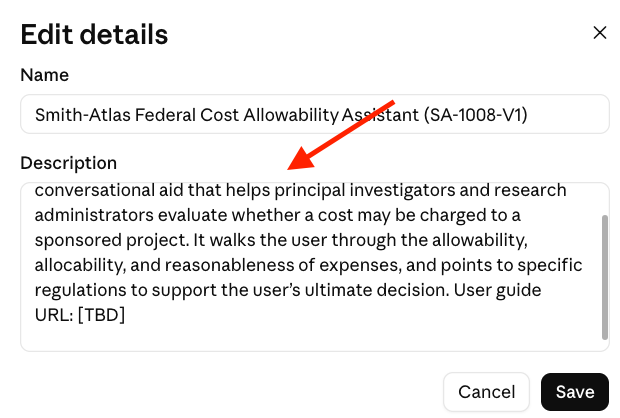 Edit details
Name
Smith-Atlas Federal Cost Allowability Assistant (SA-1008-V1)
Description
conversational aid that helps principal investigators and research
administrators evaluate whether a cost may be charged to a
sponsored project. It walks the user through the allowability,
allocability, and reasonableness of expenses, and points to specific
regulations to support the user’s ultimate decision. User guide
URL: [TBD]
Cancel
Save